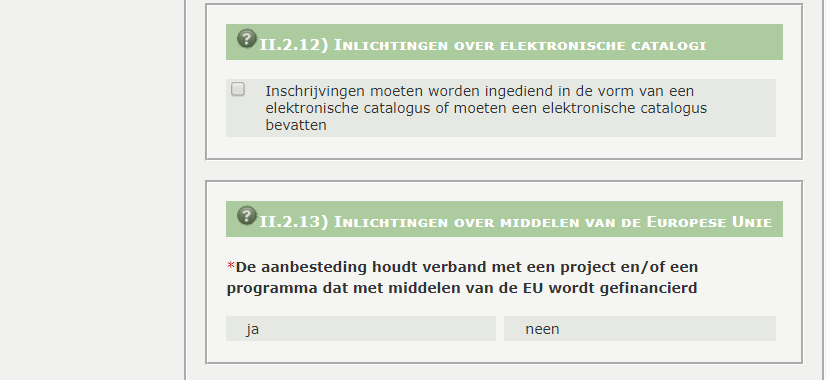 ? II.2.12) Inlichtingen over elektronische catalogi
Inschrijvingen moeten worden ingediend in de vorm van een
elektronische catalogus of moeten een elektronische catalogus
bevatten
? II.2.13) Inlichtingen over middelen van de Europese Unie
*De aanbesteding houdt verband met een project en/of een
programma dat met middelen van de EU wordt gefinancierd
ja neen